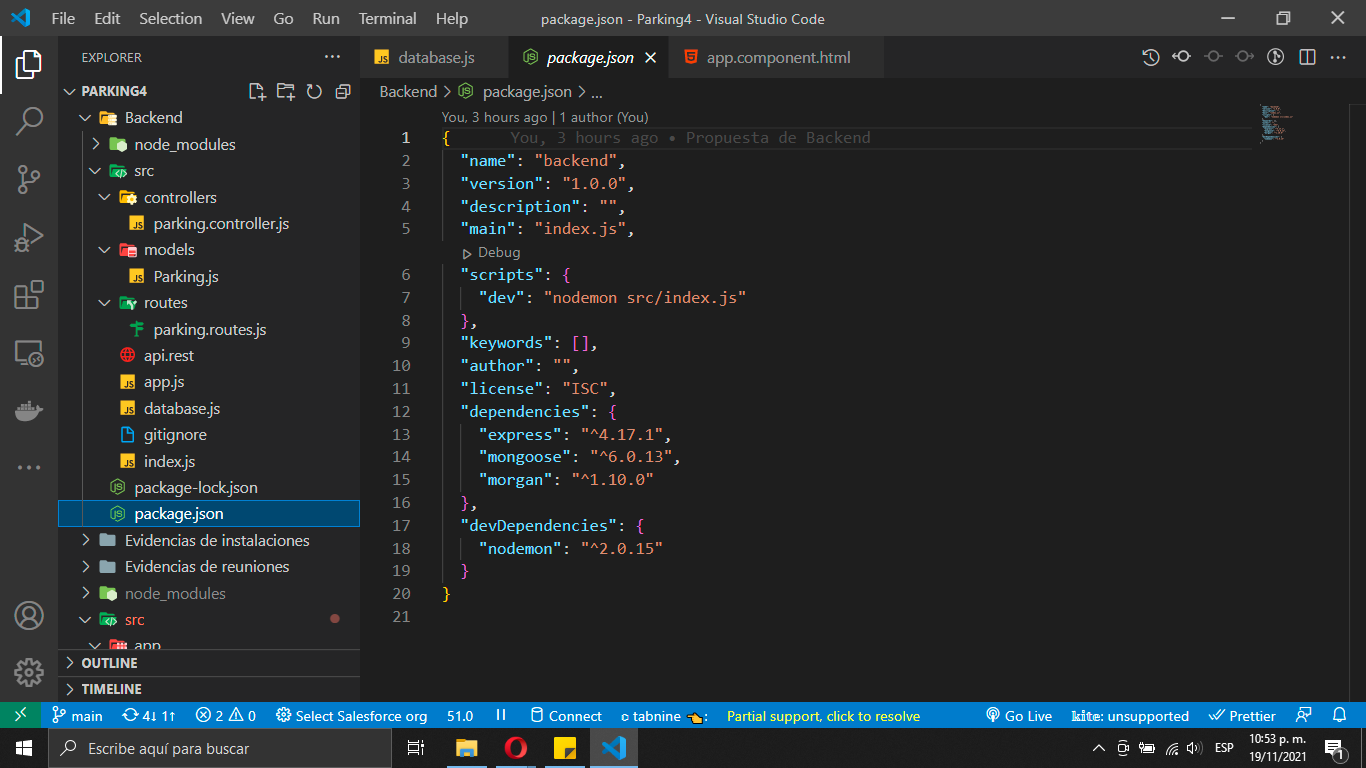 File Edit Selection View Go Run Terminal Help package.json - Parking4 - Visual Studio Code
EXPLORER
PARKING4
Backend
node_modules
src
controllers
parking.controller.js
models
Parking.js
routes
parking.routes.js
api.rest
app.js
database.js
gitignore
index.js
package-lock.json
package.json
Evidencias de instalaciones
Evidencias de reuniones
node_modules
src
app
OUTLINE
TIMELINE
database.js package.json app.component.html
Backend > package.json > ...
You, 3 hours ago | 1 author (You)
1 { You, 3 hours ago • Propuesta de Backend
2 "name": "backend",
3 "version": "1.0.0",
4 "description": "",
5 "main": "index.js",
Debug
6 "scripts": {
7 "dev": "nodemon src/index.js"
8 },
9 "keywords": [],
10 "author": "",
11 "license": "ISC",
12 "dependencies": {
13 "express": "^4.17.1",
14 "mongoose": "^6.0.13",
15 "morgan": "^1.10.0"
16 },
17 "devDependencies": {
18 "nodemon": "^2.0.15"
19 }
20 }
21
main 4↓ 1↑ 2 0 Select Salesforce org 51.0 Connect tabnine : Partial support, click to resolve Go Live kite: unsupported Prettier
Escribe aquí para buscar ESP 10:53 p. m.
19/11/2021 1